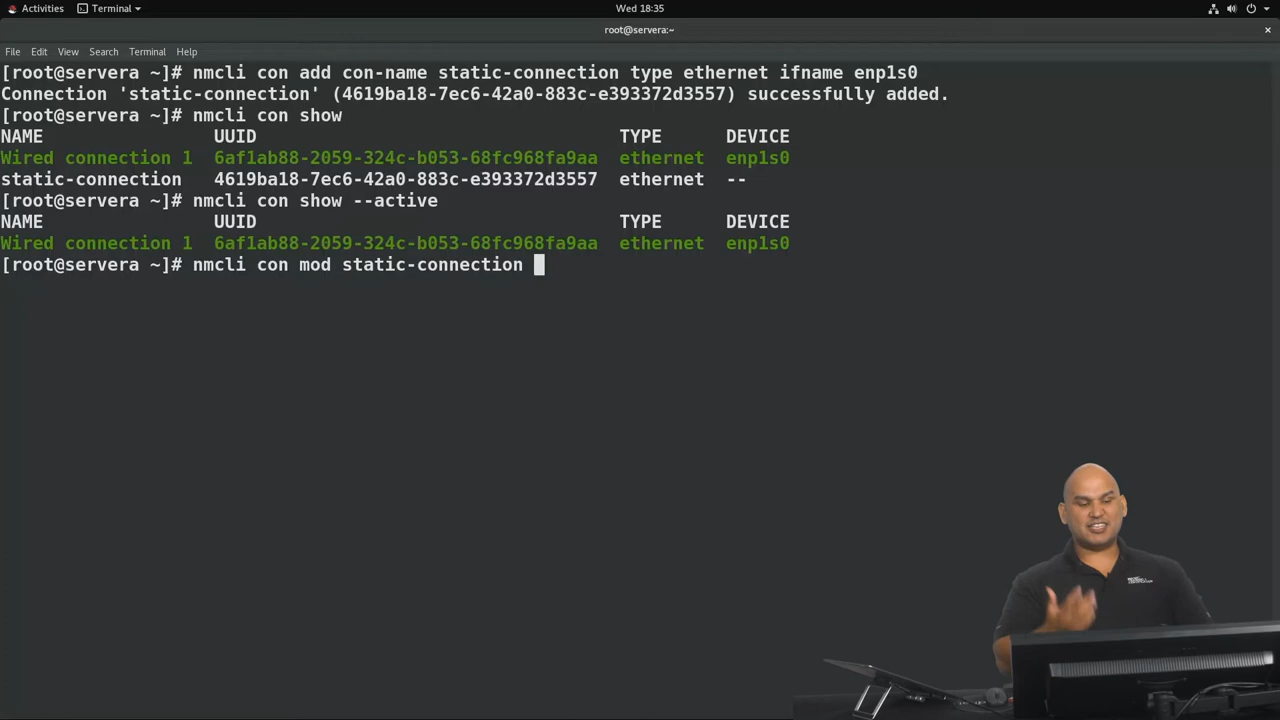 Activities Terminal Wed 18:35
root@servera:~ ×
File Edit View Search Terminal Help
[root@servera ~]# nmcli con add con-name static-connection type ethernet ifname enp1s0
Connection 'static-connection' (4619ba18-7ec6-42a0-883c-e393372d3557) successfully added.
[root@servera ~]# nmcli con show
NAME UUID TYPE DEVICE
Wired connection 1 6af1ab88-2059-324c-b053-68fc968fa9aa ethernet enp1s0
static-connection 4619ba18-7ec6-42a0-883c-e393372d3557 ethernet --
[root@servera ~]# nmcli con show --active
NAME UUID TYPE DEVICE
Wired connection 1 6af1ab88-2059-324c-b053-68fc968fa9aa ethernet enp1s0
[root@servera ~]# nmcli con mod static-connection